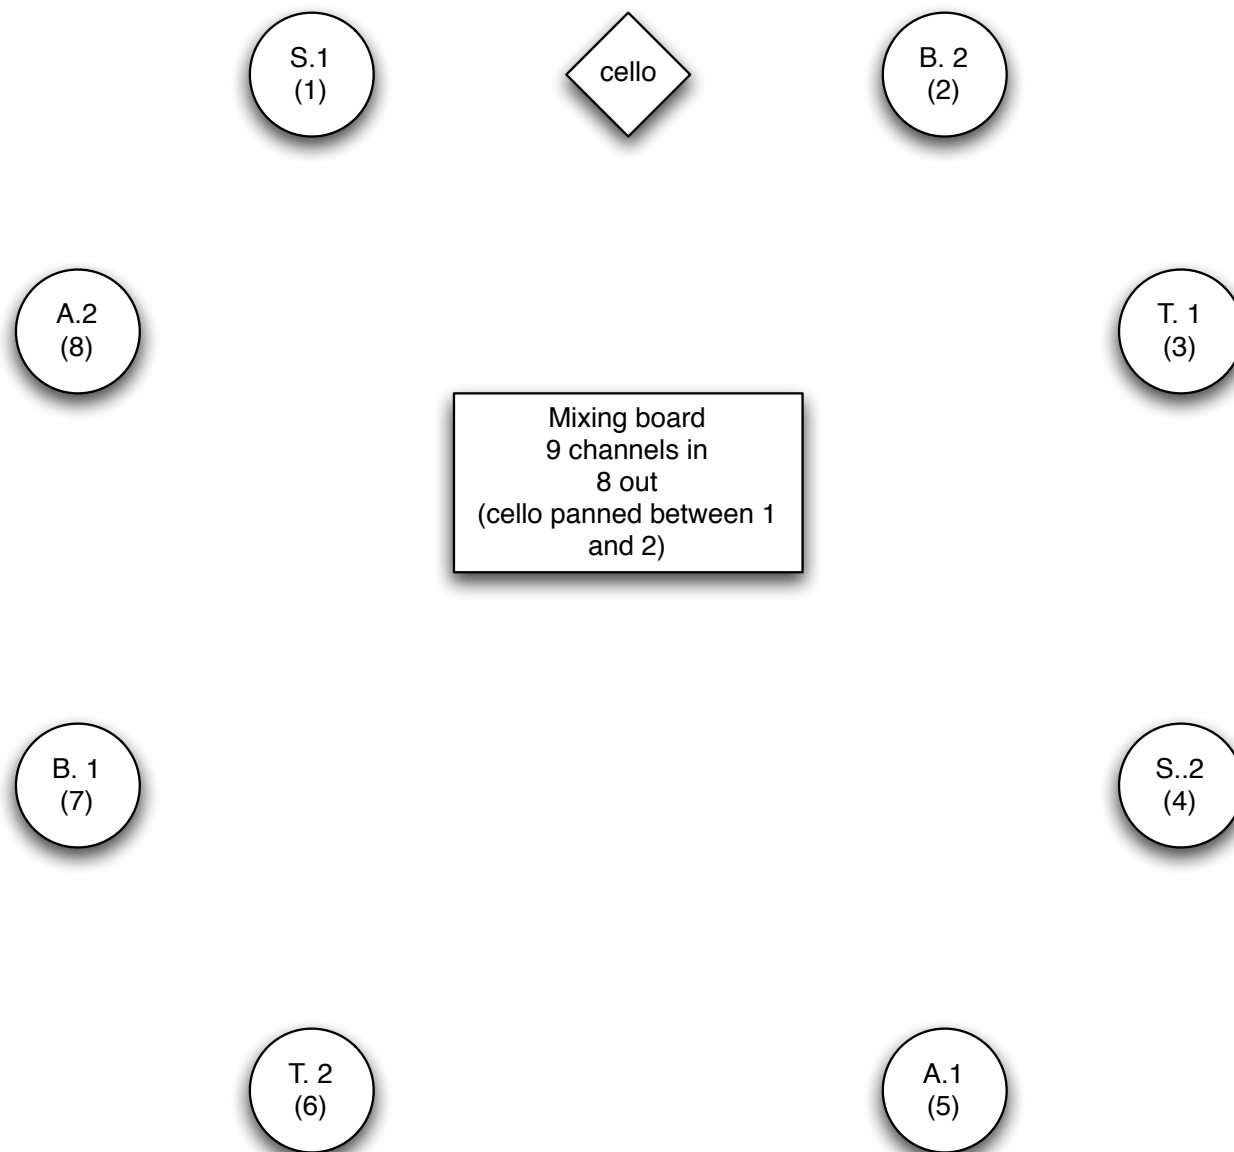 S.1
(1)
cello
B. 2
(2)
A.2
(8)
T. 1
(3)
Mixing board
9 channels in
8 out
(cello panned between 1
and 2)
B. 1
(7)
S..2
(4)
T. 2
(6)
A.1
(5)